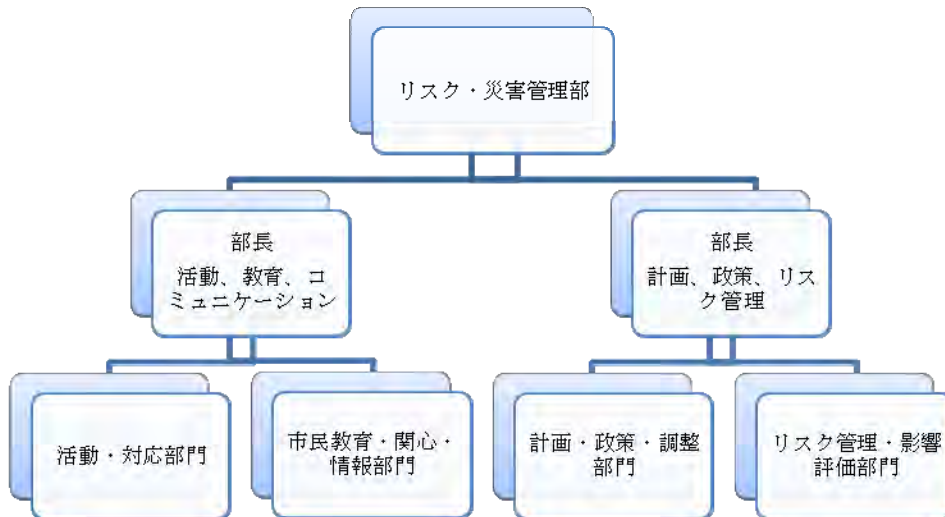 リスク・災害管理部
部長
活動、教育、コ
ミュニケーション
部長
計画、政策、リス
ク管理
活動・対応部門
市民教育・関心・
情報部門
計画・政策・調整
部門
リスク管理・影響
評価部門